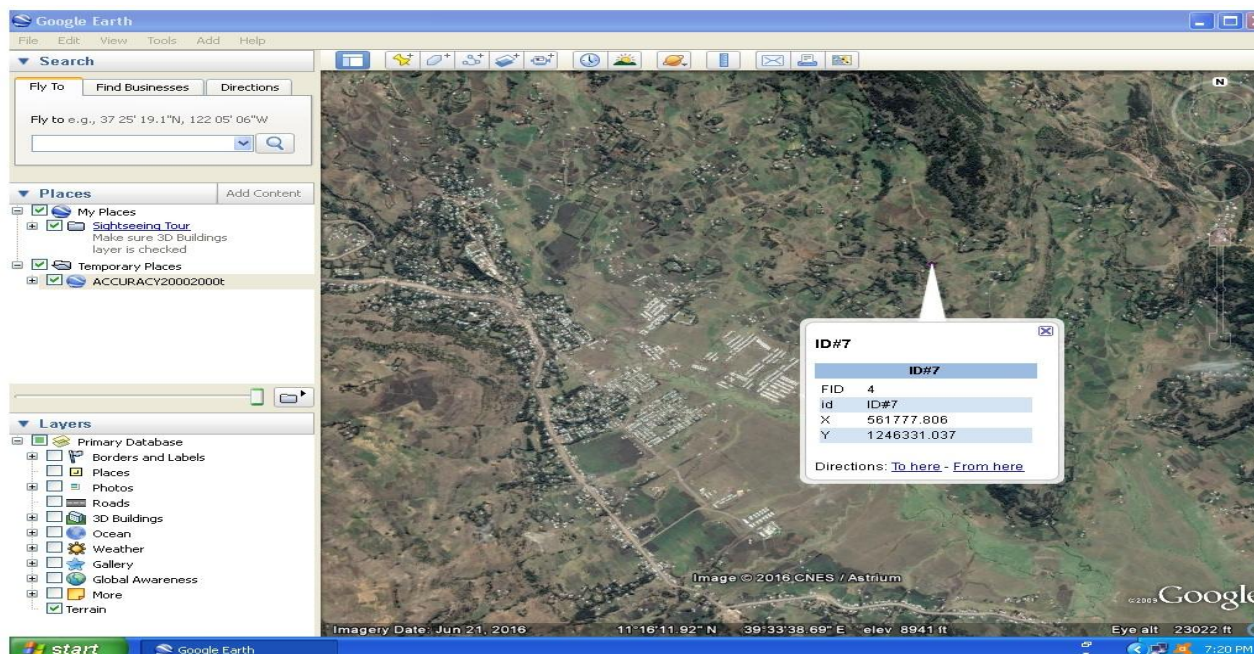 Google Earth
File Edit View Tools Add Help
Search
Fly To Find Businesses Directions
Fly to e.g., 37 25' 19.1"N, 122 05' 06"W
Places Add Content
My Places
Sightseeing Tour
Make sure 3D Buildings
layer is checked
Temporary Places
ACCURACY20002000t
Layers
Primary Database
Borders and Labels
Places
Photos
Roads
3D Buildings
Ocean
Weather
Gallery
Global Awareness
More
Terrain
N
ID#7
ID#7
FID 4
id ID#7
X 561777.806
Y 1246331.037
Directions: To here - From here
Image © 2016 CNES / Astrium
©2009 Google
Imagery Date: Jun 21, 2016 11°16'11.92" N 39°33'38.69" E elev 8941 ft Eye alt 23022 ft
start Google Earth 7:20 PM